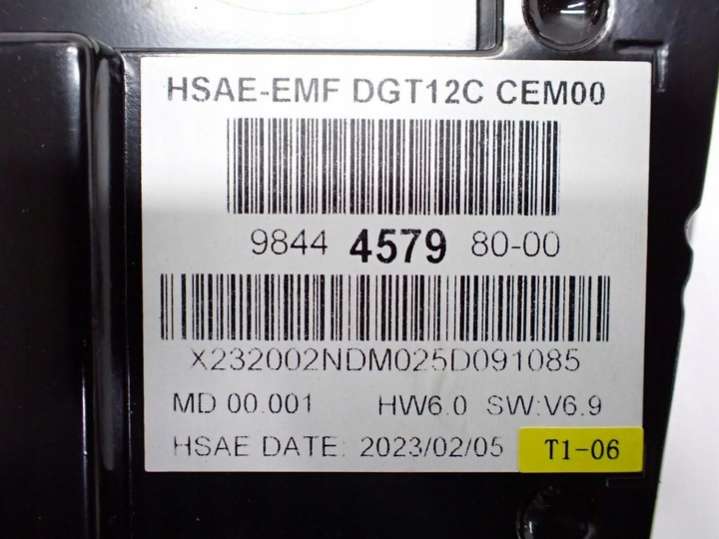 HSAE-EMF DGT12C CEM00
9844 4579 80-00
X232002NDM025D091085
MD 00.001 HW6.0 SW:V6.9
HSAE DATE: 2023/02/05 T1-06